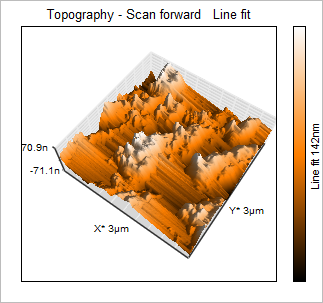 Topography - Scan forward Line fit
70.9n
-71.1n
X* 3µm
Y* 3µm
Line fit 142nm